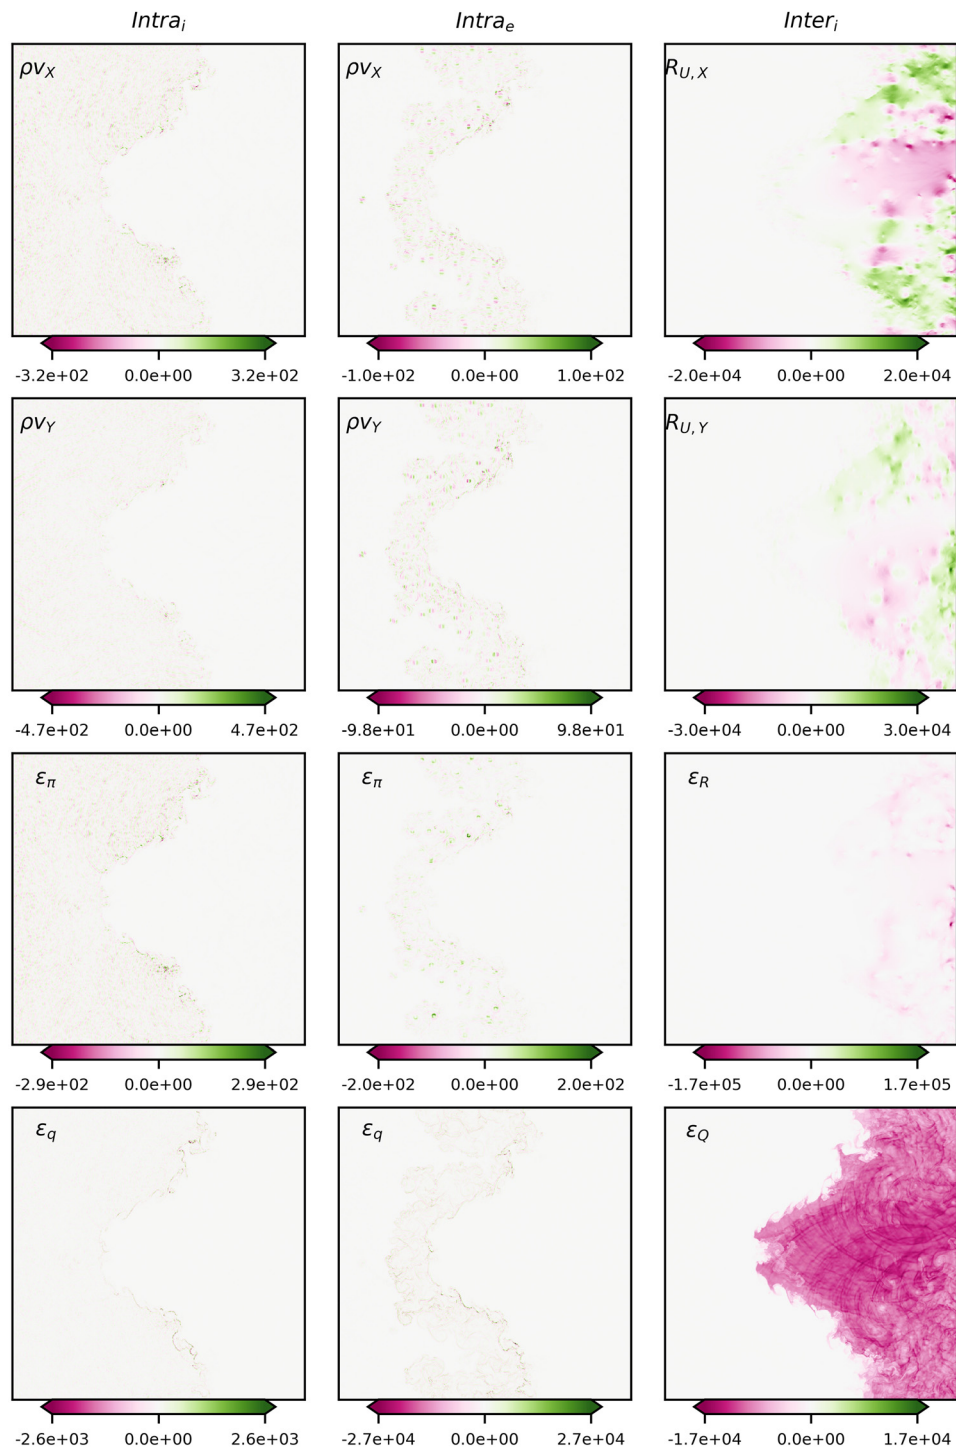 Intraᵢ Intraₑ Interᵢ
ρv_X ρv_X R_{U,X}
-3.2e+02 0.0e+00 3.2e+02 -1.0e+02 0.0e+00 1.0e+02 -2.0e+04 0.0e+00 2.0e+04
ρv_Y ρv_Y R_{U,Y}
-4.7e+02 0.0e+00 4.7e+02 -9.8e+01 0.0e+00 9.8e+01 -3.0e+04 0.0e+00 3.0e+04
ε_π ε_π ε_R
-2.9e+02 0.0e+00 2.9e+02 -2.0e+02 0.0e+00 2.0e+02 -1.7e+05 0.0e+00 1.7e+05
ε_q ε_q ε_Q
-2.6e+03 0.0e+00 2.6e+03 -2.7e+04 0.0e+00 2.7e+04 -1.7e+04 0.0e+00 1.7e+04